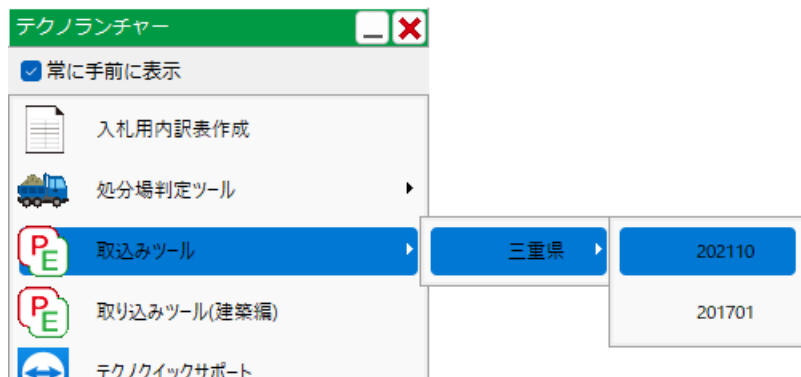 テクノランチャー
常に手前に表示
入札用内訳表作成
処分場判定ツール
取込みツール
三重県
202110
取り込みツール(建築編)
201701
テクノクイックサポート